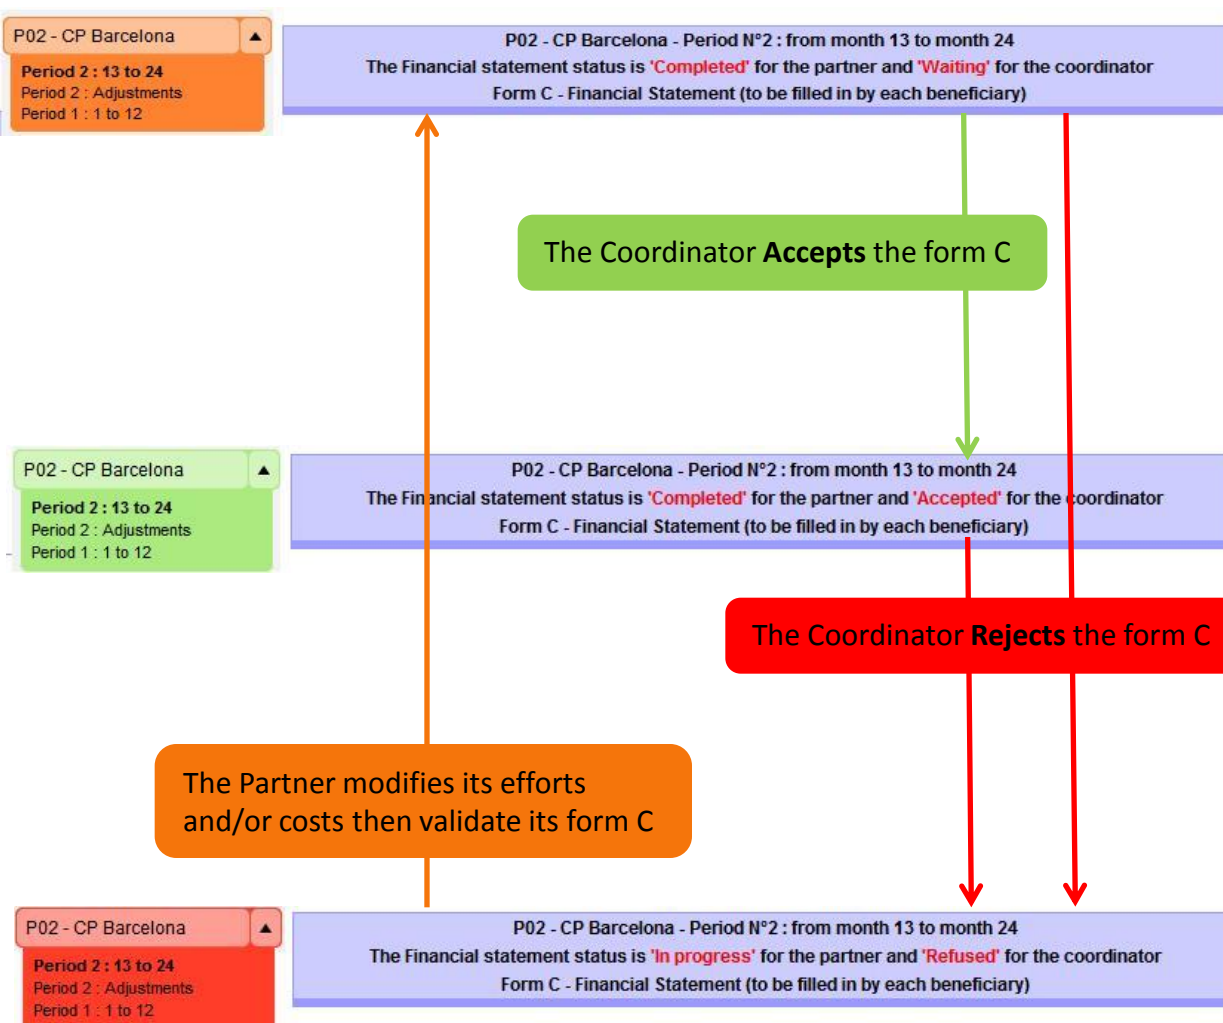 P02 - CP Barcelona ▲
Period 2 : 13 to 24
Period 2 : Adjustments
Period 1 : 1 to 12
P02 - CP Barcelona - Period N°2 : from month 13 to month 24
The Financial statement status is 'Completed' for the partner and 'Waiting' for the coordinator
Form C - Financial Statement (to be filled in by each beneficiary)
The Coordinator Accepts the form C
P02 - CP Barcelona ▲
Period 2 : 13 to 24
Period 2 : Adjustments
Period 1 : 1 to 12
P02 - CP Barcelona - Period N°2 : from month 13 to month 24
The Financial statement status is 'Completed' for the partner and 'Accepted' for the coordinator
Form C - Financial Statement (to be filled in by each beneficiary)
The Coordinator Rejects the form C
The Partner modifies its efforts
and/or costs then validate its form C
P02 - CP Barcelona ▲
Period 2 : 13 to 24
Period 2 : Adjustments
Period 1 : 1 to 12
P02 - CP Barcelona - Period N°2 : from month 13 to month 24
The Financial statement status is 'In progress' for the partner and 'Refused' for the coordinator
Form C - Financial Statement (to be filled in by each beneficiary)